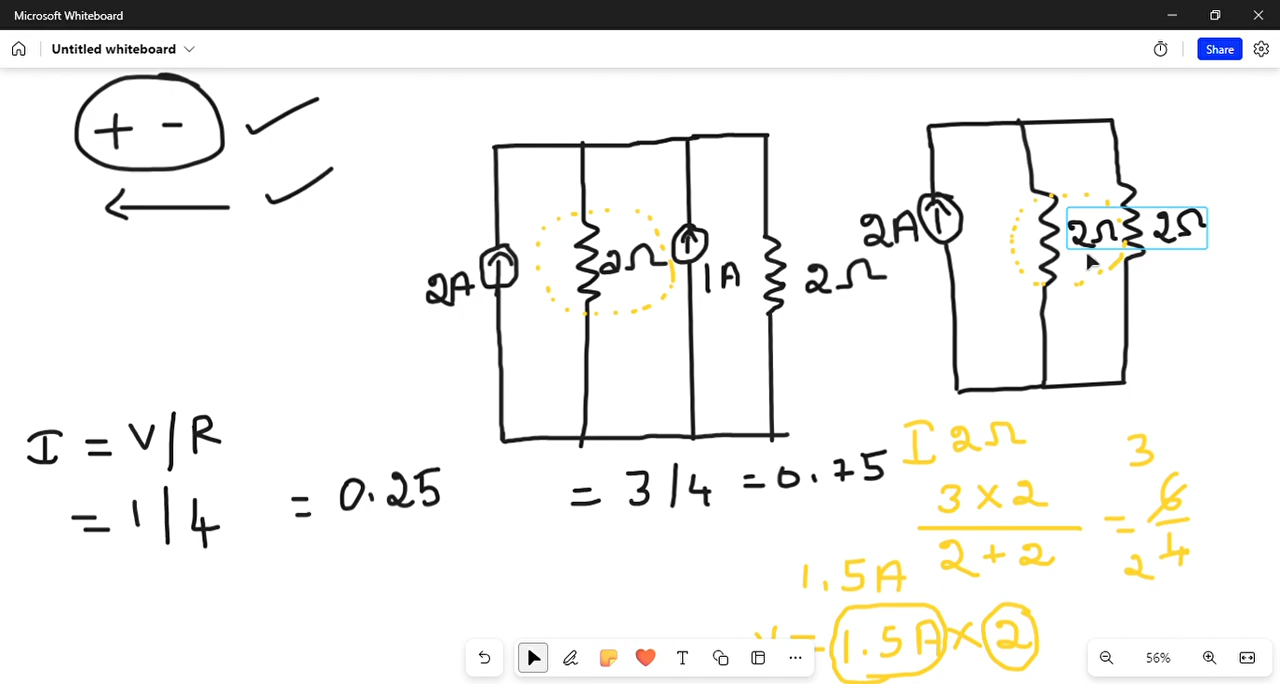 Microsoft Whiteboard
Untitled whiteboard
Share
+ -
2A
2Ω
1A
2Ω
2A
2Ω
2Ω
I = V/R
= 1/4 = 0.25
= 3/4 = 0.75
I 2Ω
3 × 2
2 + 2
= 6
4
3
2
1.5A
V = 1.5A × 2
T
56%